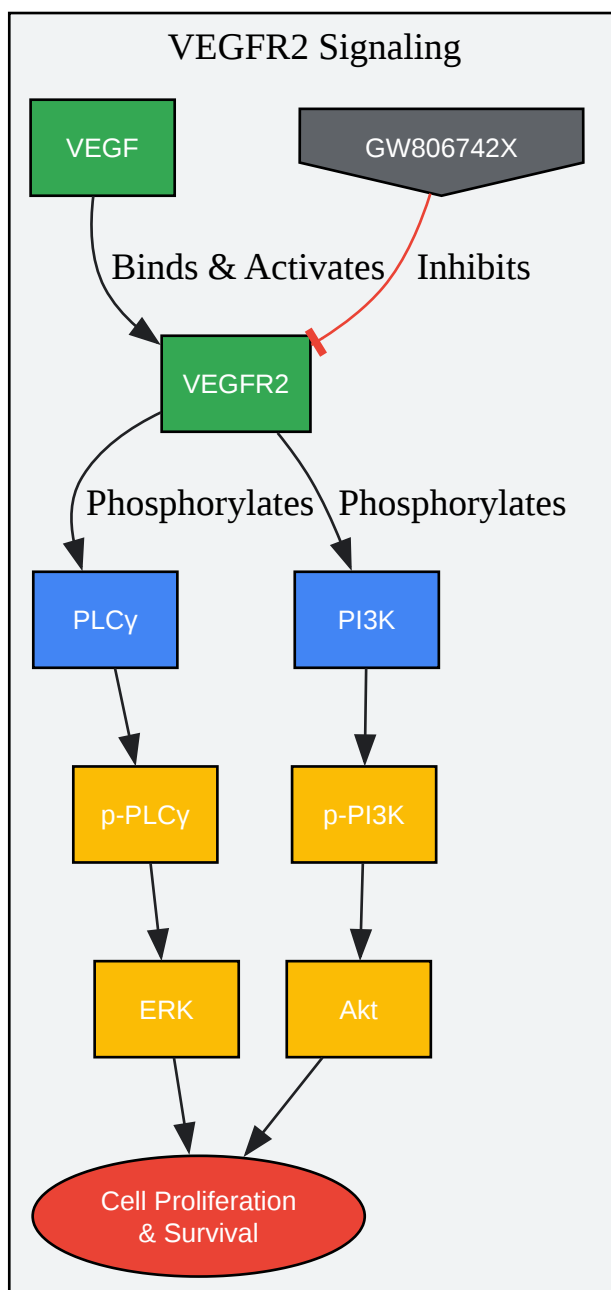 VEGFR2 Signaling
VEGF
GW806742X
Binds & Activates
Inhibits
VEGFR2
Phosphorylates
Phosphorylates
PLCγ
PI3K
p-PLCγ
p-PI3K
ERK
Akt
Cell Proliferation
& Survival